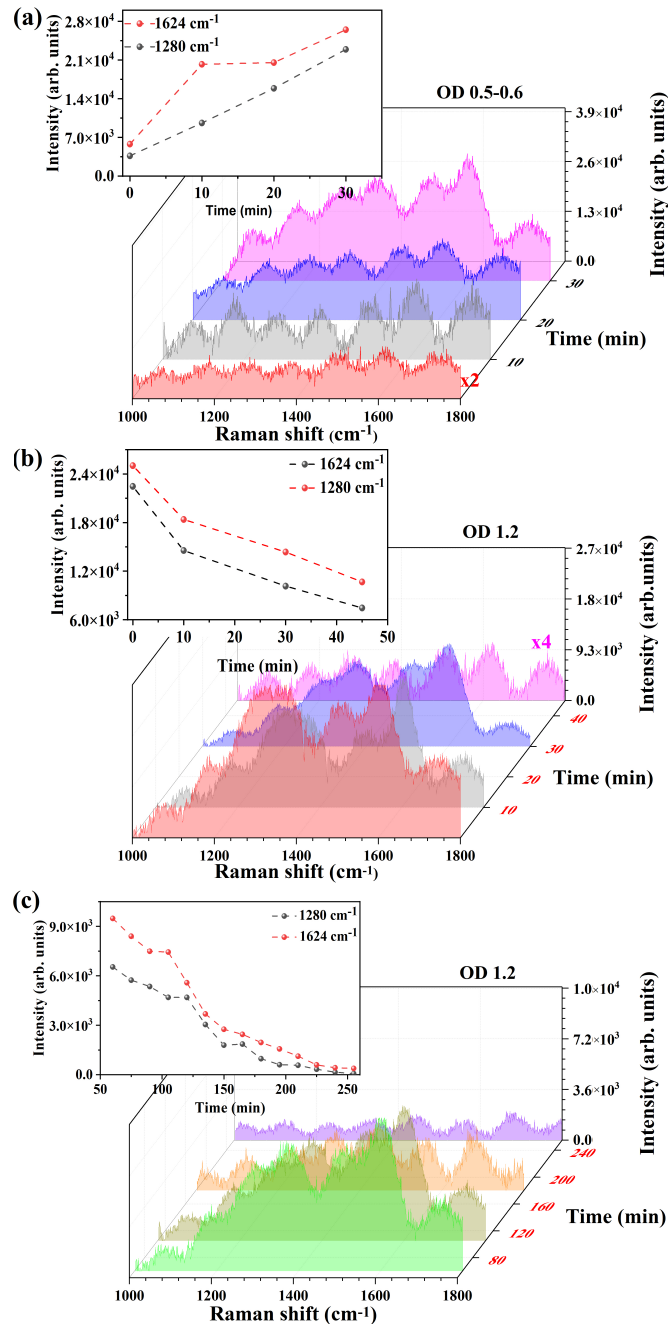 (a)
Intensity (arb. units)
2.8×10⁴
2.1×10⁴
1.4×10⁴
7.0×10³
0.0
1624 cm⁻¹
1280 cm⁻¹
0 10 20 30
Time (min)
OD 0.5-0.6
3.9×10⁴
2.6×10⁴
1.3×10⁴
0.0
Intensity (arb. units)
30
20
10
Time (min)
x2
1000 1200 1400 1600 1800
Raman shift (cm⁻¹)
(b)
Intensity (arb. units)
2.4×10⁴
1.8×10⁴
1.2×10⁴
6.0×10³
1624 cm⁻¹
1280 cm⁻¹
0 10 20 30 40 50
Time (min)
OD 1.2
2.7×10⁴
1.8×10⁴
9.3×10³
0.0
Intensity (arb.units)
x4
40
30
20
10
Time (min)
1000 1200 1400 1600 1800
Raman shift (cm⁻¹)
(c)
Intensity (arb. units)
9.0×10³
6.0×10³
3.0×10³
0.0
1280 cm⁻¹
1624 cm⁻¹
50 100 150 200 250
Time (min)
OD 1.2
1.0×10⁴
7.2×10³
3.6×10³
0.0
Intensity (arb. units)
240
200
160
120
80
Time (min)
1000 1200 1400 1600 1800
Raman shift (cm⁻¹)